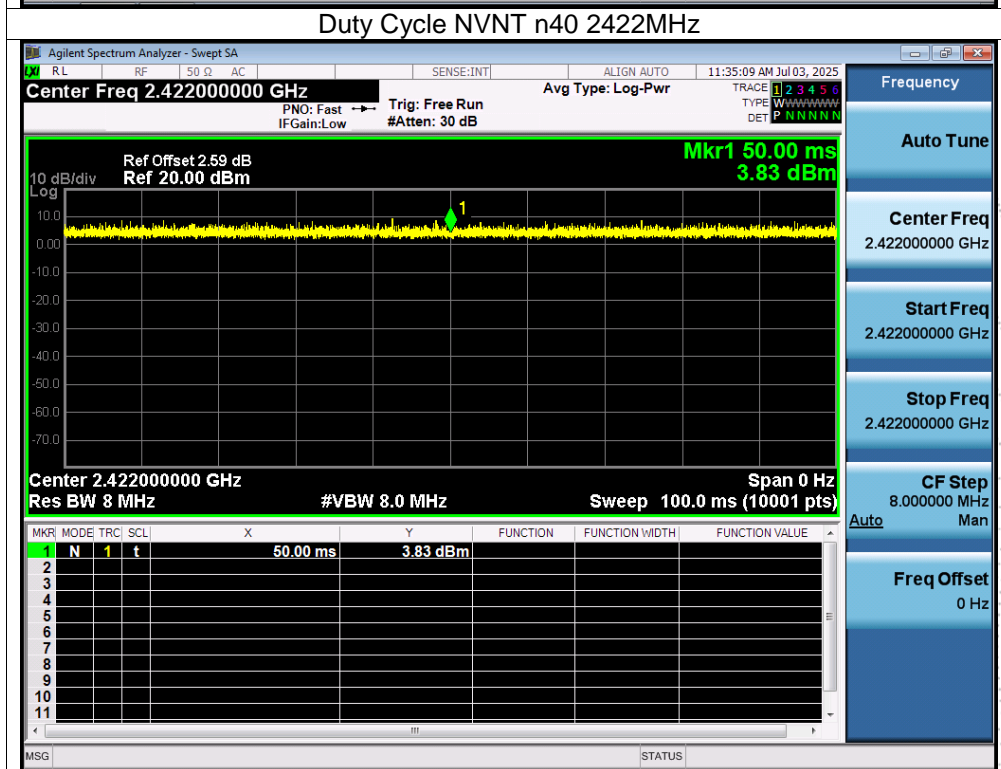 Duty Cycle NVNT n40 2422MHz
Agilent Spectrum Analyzer - Swept SA
LXI RL RF 50 Ω AC SENSE:INT ALIGN AUTO 11:35:09 AM Jul 03, 2025
Center Freq 2.422000000 GHz
PNO: Fast
IFGain:Low
Trig: Free Run
#Atten: 30 dB
Avg Type: Log-Pwr
TRACE 1 2 3 4 5 6
TYPE WWWWWW
DET P N N N N N
Frequency
Auto Tune
Center Freq
2.422000000 GHz
Start Freq
2.422000000 GHz
Stop Freq
2.422000000 GHz
CF Step
8.000000 MHz
Auto Man
Freq Offset
0 Hz
Ref Offset 2.59 dB
10 dB/div Ref 20.00 dBm
Log
Mkr1 50.00 ms
3.83 dBm
1
10.0
0.00
-10.0
-20.0
-30.0
-40.0
-50.0
-60.0
-70.0
Center 2.422000000 GHz Span 0 Hz
Res BW 8 MHz #VBW 8.0 MHz Sweep 100.0 ms (10001 pts)
MKR MODE TRC SCL X Y FUNCTION FUNCTION WIDTH FUNCTION VALUE
1 N 1 t 50.00 ms 3.83 dBm
2
3
4
5
6
7
8
9
10
11
MSG STATUS